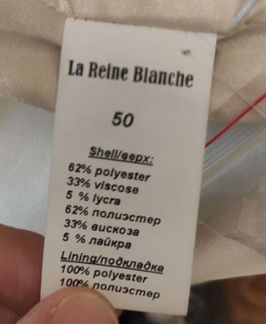 La Reine Blanche
50
Shell/верх:
62% polyester
33% viscose
5 % lycra
62% полиэстер
33% вискоза
5 % лайкра
Lining/подкладка
100% polyester
100% полиэстер